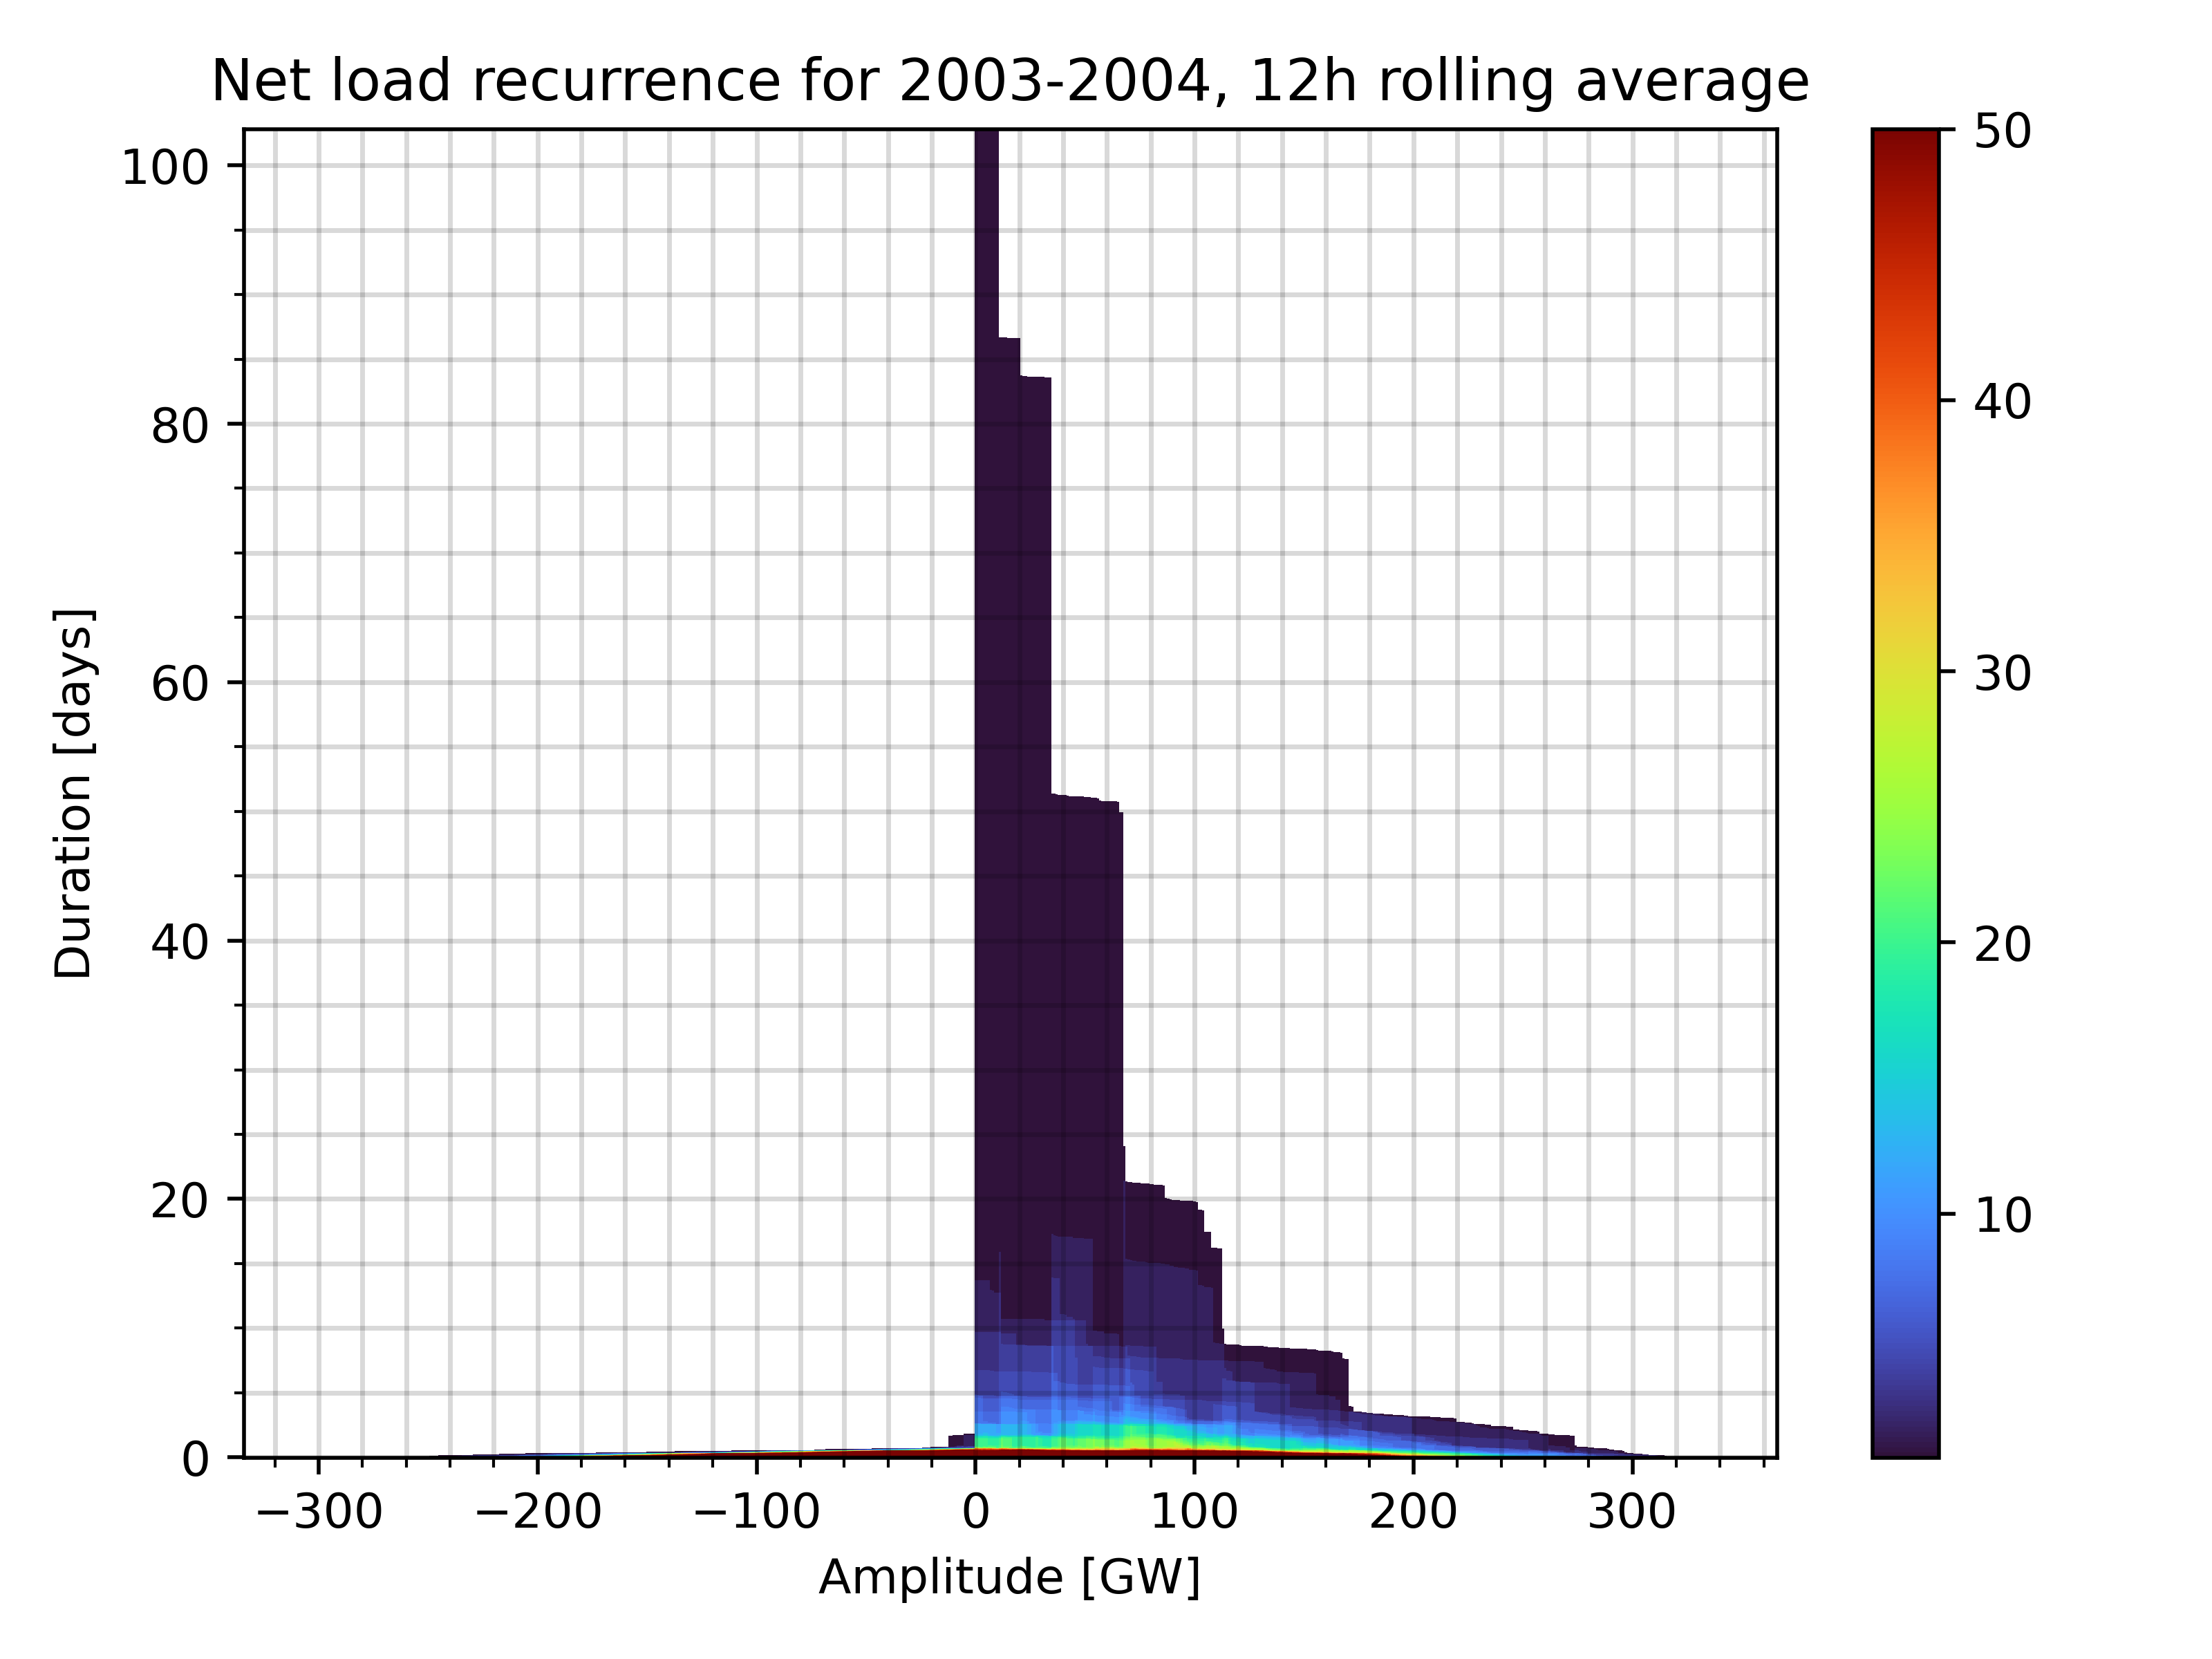 Net load recurrence for 2003-2004, 12h rolling average
100
80
60
40
20
0
Duration [days]
−300 −200 −100 0 100 200 300
Amplitude [GW]
50
40
30
20
10